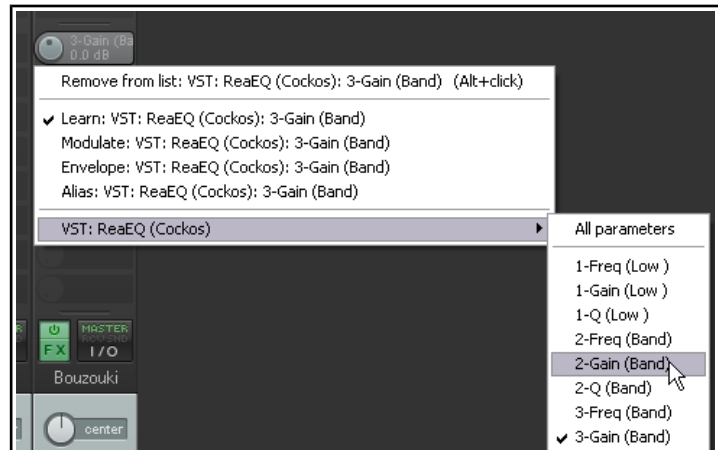 3-Gain (Ba
0.0 dB
Remove from list: VST: ReaEQ (Cockos): 3-Gain (Band) (Alt+click)
Learn: VST: ReaEQ (Cockos): 3-Gain (Band)
Modulate: VST: ReaEQ (Cockos): 3-Gain (Band)
Envelope: VST: ReaEQ (Cockos): 3-Gain (Band)
Alias: VST: ReaEQ (Cockos): 3-Gain (Band)
VST: ReaEQ (Cockos)
All parameters
1-Freq (Low )
1-Gain (Low )
1-Q (Low )
2-Freq (Band)
2-Gain (Band)
2-Q (Band)
3-Freq (Band)
3-Gain (Band)
MASTER
FX
I/O
Bouzouki
center